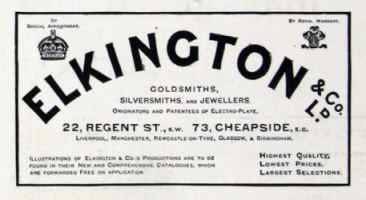 BY
SPECIAL APPOINTMENT.
BY ROYAL WARRANT.
ELKINGTON & Co. LD.
GOLDSMITHS,
SILVERSMITHS, AND JEWELLERS.
ORIGINATORS AND PATENTEES OF ELECTRO-PLATE.
22, REGENT ST., S.W. 73, CHEAPSIDE, E.C.
LIVERPOOL, MANCHESTER, NEWCASTLE-ON-TYNE, GLASGOW, & BIRMINGHAM.
ILLUSTRATIONS OF ELKINGTON & CO.'S PRODUCTIONS ARE TO BE
FOUND IN THEIR NEW AND COMPREHENSIVE CATALOGUES, WHICH
ARE FORWARDED FREE ON APPLICATION.
HIGHEST QUALITY,
LOWEST PRICES,
LARGEST SELECTIONS.